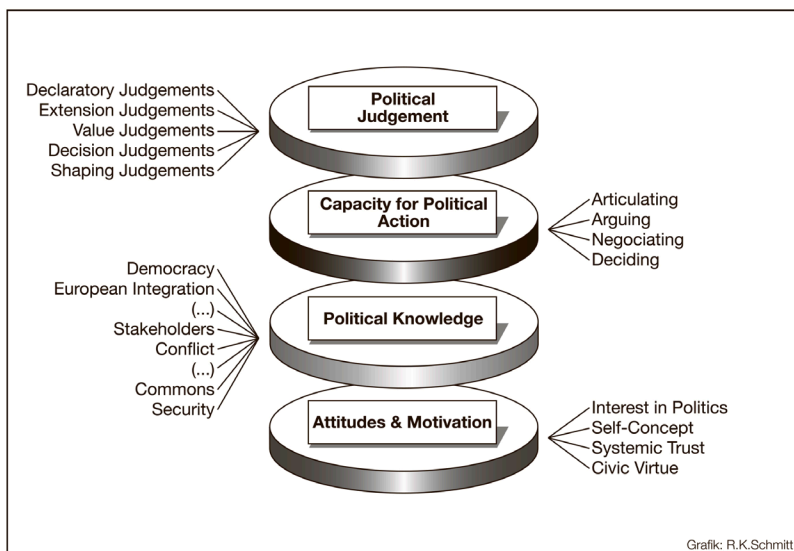 Declaratory Judgements
Extension Judgements
Value Judgements
Decision Judgements
Shaping Judgements
Political
Judgement
Capacity for Political
Action
Articulating
Arguing
Negociating
Deciding
Democracy
European Integration
(...)
Stakeholders
Conflict
(...)
Commons
Security
Political Knowledge
Attitudes & Motivation
Interest in Politics
Self-Concept
Systemic Trust
Civic Virtue
Grafik: R.K.Schmitt